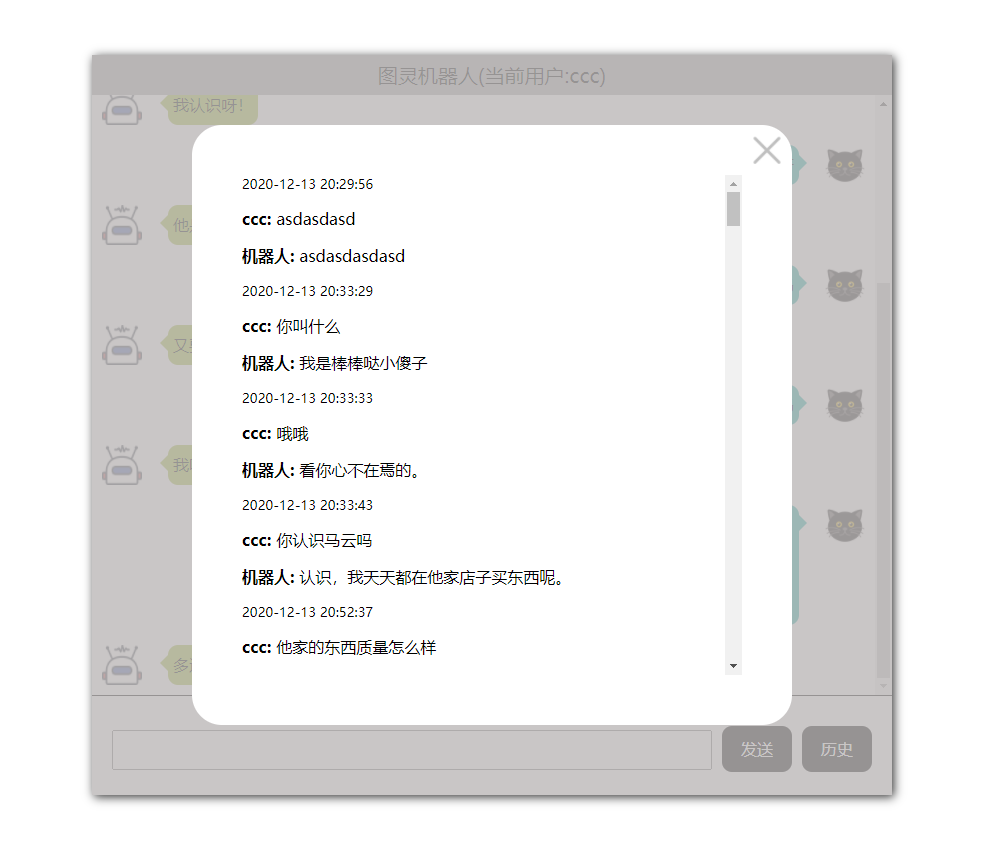 图灵机器人(当前用户:ccc)
我认识呀!
2020-12-13 20:29:56
ccc: asdasdasd
机器人: asdasdasdasd
2020-12-13 20:33:29
ccc: 你叫什么
机器人: 我是棒棒哒小傻子
2020-12-13 20:33:33
ccc: 哦哦
机器人: 看你心不在焉的。
2020-12-13 20:33:43
ccc: 你认识马云吗
机器人: 认识，我天天都在他家店子买东西呢。
2020-12-13 20:52:37
ccc: 他家的东西质量怎么样
他
又
我
多
发送
历史